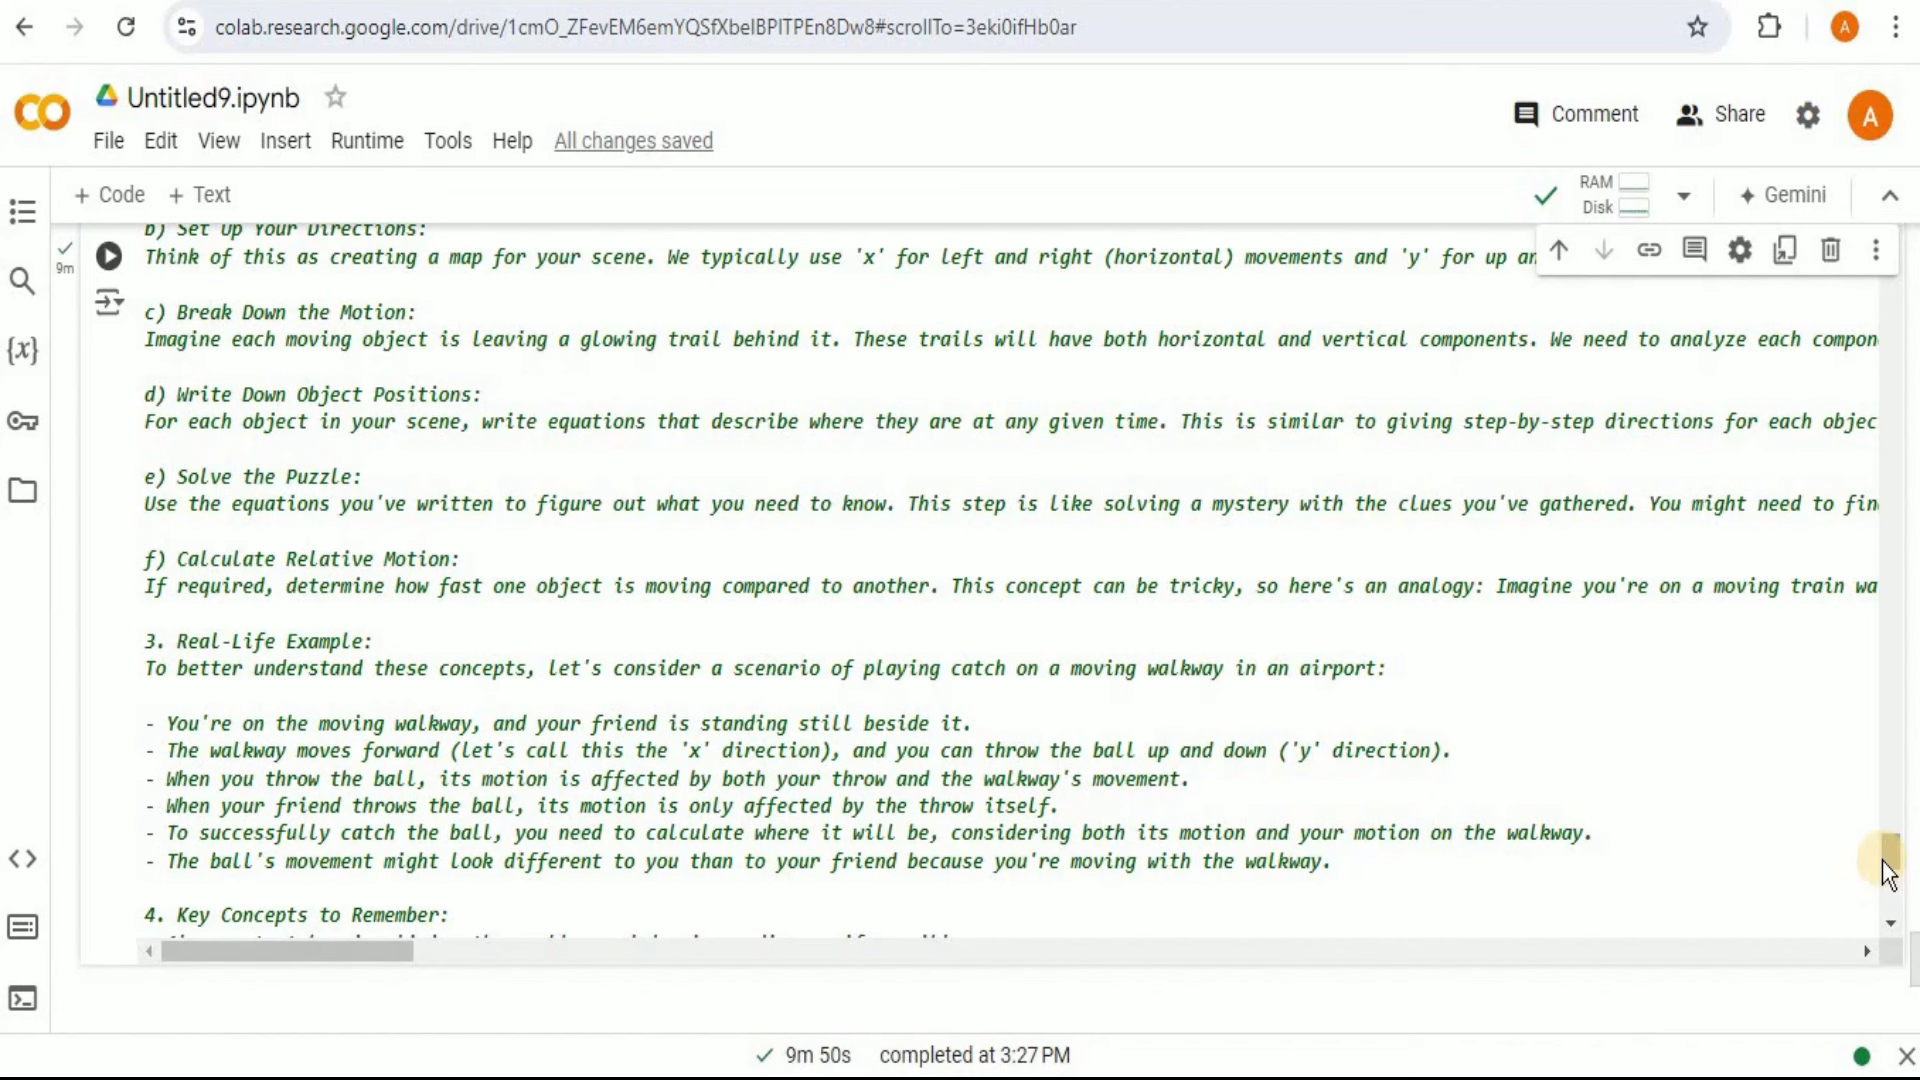 colab.research.google.com/drive/1cmO_ZFevEM6emYQSfXbelBPITPEn8Dw8#scrollTo=3eki0ifHb0ar
A
Untitled9.ipynb
Comment
Share
A
File Edit View Insert Runtime Tools Help All changes saved
+ Code + Text
RAM
Disk
Gemini
9m
b) Set Up Your Directions:
Think of this as creating a map for your scene. We typically use 'x' for left and right (horizontal) movements and 'y' for up an
c) Break Down the Motion:
Imagine each moving object is leaving a glowing trail behind it. These trails will have both horizontal and vertical components. We need to analyze each compon
d) Write Down Object Positions:
For each object in your scene, write equations that describe where they are at any given time. This is similar to giving step-by-step directions for each objec
e) Solve the Puzzle:
Use the equations you've written to figure out what you need to know. This step is like solving a mystery with the clues you've gathered. You might need to fin
f) Calculate Relative Motion:
If required, determine how fast one object is moving compared to another. This concept can be tricky, so here's an analogy: Imagine you're on a moving train wa
3. Real-Life Example:
To better understand these concepts, let's consider a scenario of playing catch on a moving walkway in an airport:
- You're on the moving walkway, and your friend is standing still beside it.
- The walkway moves forward (let's call this the 'x' direction), and you can throw the ball up and down ('y' direction).
- When you throw the ball, its motion is affected by both your throw and the walkway's movement.
- When your friend throws the ball, its motion is only affected by the throw itself.
- To successfully catch the ball, you need to calculate where it will be, considering both its motion and your motion on the walkway.
- The ball's movement might look different to you than to your friend because you're moving with the walkway.
4. Key Concepts to Remember:
9m 50s completed at 3:27 PM